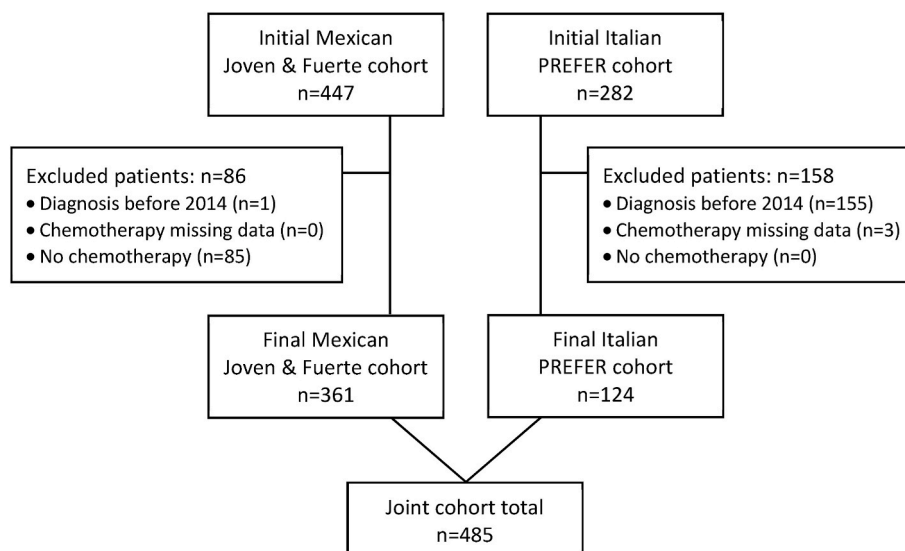 Initial Mexican
Joven & Fuerte cohort
n=447
Initial Italian
PREFER cohort
n=282
Excluded patients: n=86
• Diagnosis before 2014 (n=1)
• Chemotherapy missing data (n=0)
• No chemotherapy (n=85)
Excluded patients: n=158
• Diagnosis before 2014 (n=155)
• Chemotherapy missing data (n=3)
• No chemotherapy (n=0)
Final Mexican
Joven & Fuerte cohort
n=361
Final Italian
PREFER cohort
n=124
Joint cohort total
n=485